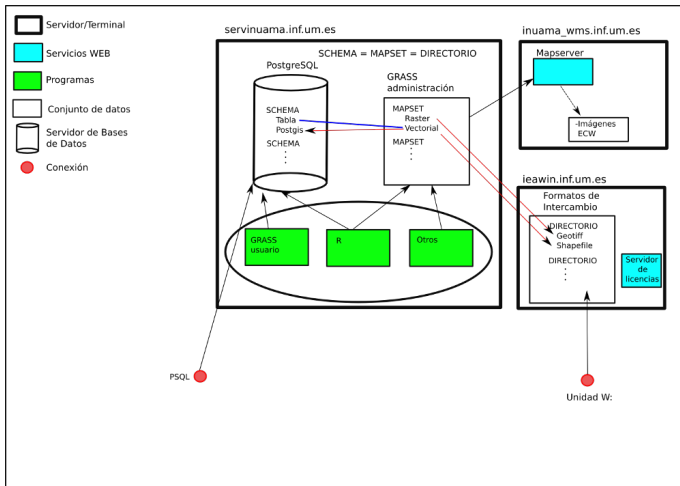 Servidor/Terminal
Servicios WEB
Programas
Conjunto de datos
Servidor de Bases
de Datos
Conexión
servinuama.inf.um.es
SCHEMA = MAPSET = DIRECTORIO
PostgreSQL
SCHEMA
Tabla
Postgis
SCHEMA
GRASS
administración
MAPSET
Raster
Vectorial
MAPSET
GRASS
usuario
R
Otros
inuama_wms.inf.um.es
Mapserver
-Imágenes
ECW
ieawin.inf.um.es
Formatos de
Intercambio
DIRECTORIO
Geotiff
Shapefile
DIRECTORIO
Servidor
de
licencias
PSQL
Unidad W: